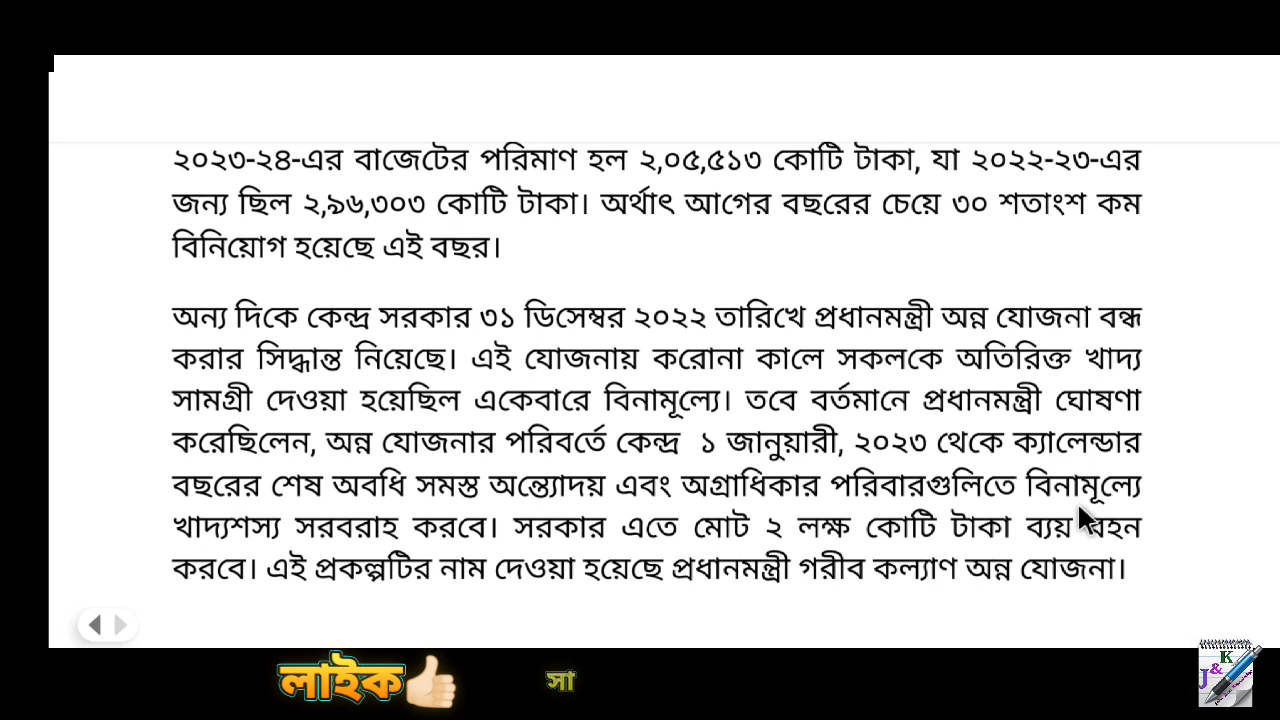 ২০২৩-২৪-এর বাজেটের পরিমাণ হল ২,০৫,৫১৩ কোটি টাকা, যা ২০২২-২৩-এর
জন্য ছিল ২,৯৬,৩০৩ কোটি টাকা। অর্থাৎ আগের বছরের চেয়ে ৩০ শতাংশ কম
বিনিয়োগ হয়েছে এই বছর।
অন্য দিকে কেন্দ্র সরকার ৩১ ডিসেম্বর ২০২২ তারিখে প্রধানমন্ত্রী অন্ন যোজনা বন্ধ
করার সিদ্ধান্ত নিয়েছে। এই যোজনায় করোনা কালে সকলকে অতিরিক্ত খাদ্য
সামগ্রী দেওয়া হয়েছিল একেবারে বিনামূল্যে। তবে বর্তমানে প্রধানমন্ত্রী ঘোষণা
করেছিলেন, অন্ন যোজনার পরিবর্তে কেন্দ্র ১ জানুয়ারী, ২০২৩ থেকে ক্যালেন্ডার
বছরের শেষ অবধি সমস্ত অন্ত্যোদয় এবং অগ্রাধিকার পরিবারগুলিতে বিনামূল্যে
খাদ্যশস্য সরবরাহ করবে। সরকার এতে মোট ২ লক্ষ কোটি টাকা ব্যয় বহন
করবে। এই প্রকল্পটির নাম দেওয়া হয়েছে প্রধানমন্ত্রী গরীব কল্যাণ অন্ন যোজনা।
লাইক সা
J&K